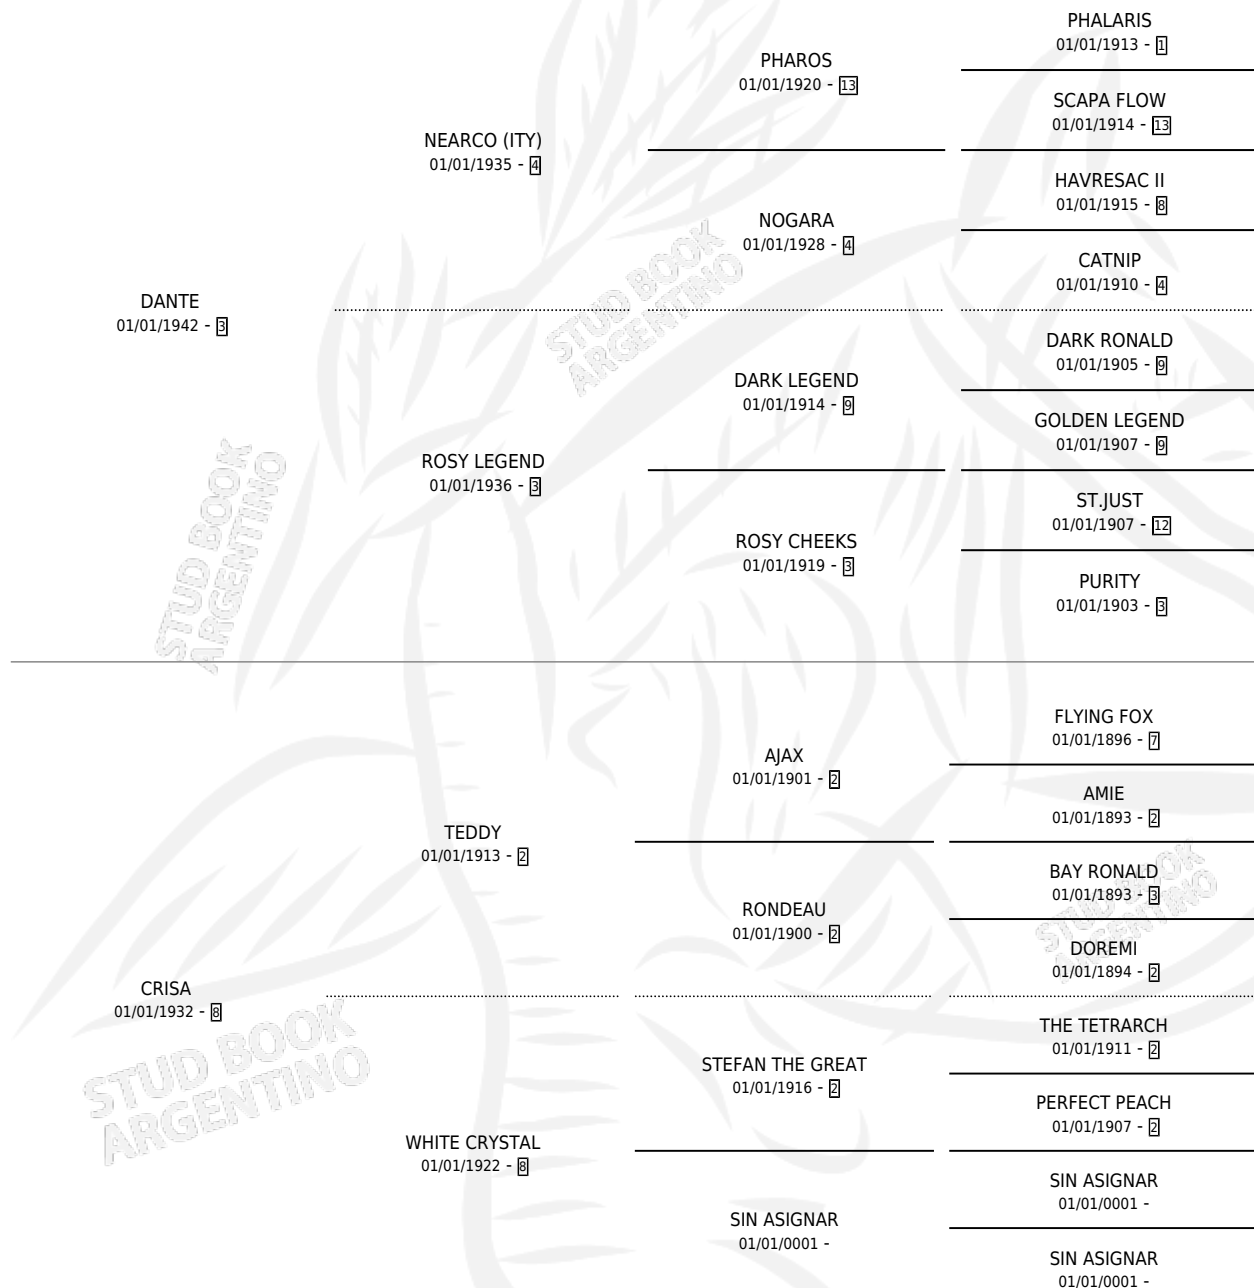 PHALARIS
01/01/1913 - 1
PHAROS
01/01/1920 - 13
SCAPA FLOW
01/01/1914 - 13
NEARCO (ITY)
01/01/1935 - 4
HAVRESAC II
01/01/1915 - 8
NOGARA
01/01/1928 - 4
CATNIP
01/01/1910 - 4
STUD BOOK
ARGENTINO
DANTE
01/01/1942 - 3
DARK RONALD
01/01/1905 - 9
DARK LEGEND
01/01/1914 - 9
GOLDEN LEGEND
01/01/1907 - 9
ROSY LEGEND
01/01/1936 - 3
ST.JUST
01/01/1907 - 12
ROSY CHEEKS
01/01/1919 - 3
PURITY
01/01/1903 - 3
STUD BOOK
ARGENTINO
FLYING FOX
01/01/1896 - 7
AJAX
01/01/1901 - 2
AMIE
01/01/1893 - 2
TEDDY
01/01/1913 - 2
BAY RONALD
01/01/1893 - 3
RONDEAU
01/01/1900 - 2
DOREMI
01/01/1894 - 2
STUD BOOK
ARGENTINO
CRISA
01/01/1932 - 8
THE TETRARCH
01/01/1911 - 2
STEFAN THE GREAT
01/01/1916 - 2
PERFECT PEACH
01/01/1907 - 2
STUD BOOK
ARGENTINO
WHITE CRYSTAL
01/01/1922 - 8
SIN ASIGNAR
01/01/0001 -
SIN ASIGNAR
01/01/0001 -
SIN ASIGNAR
01/01/0001 -